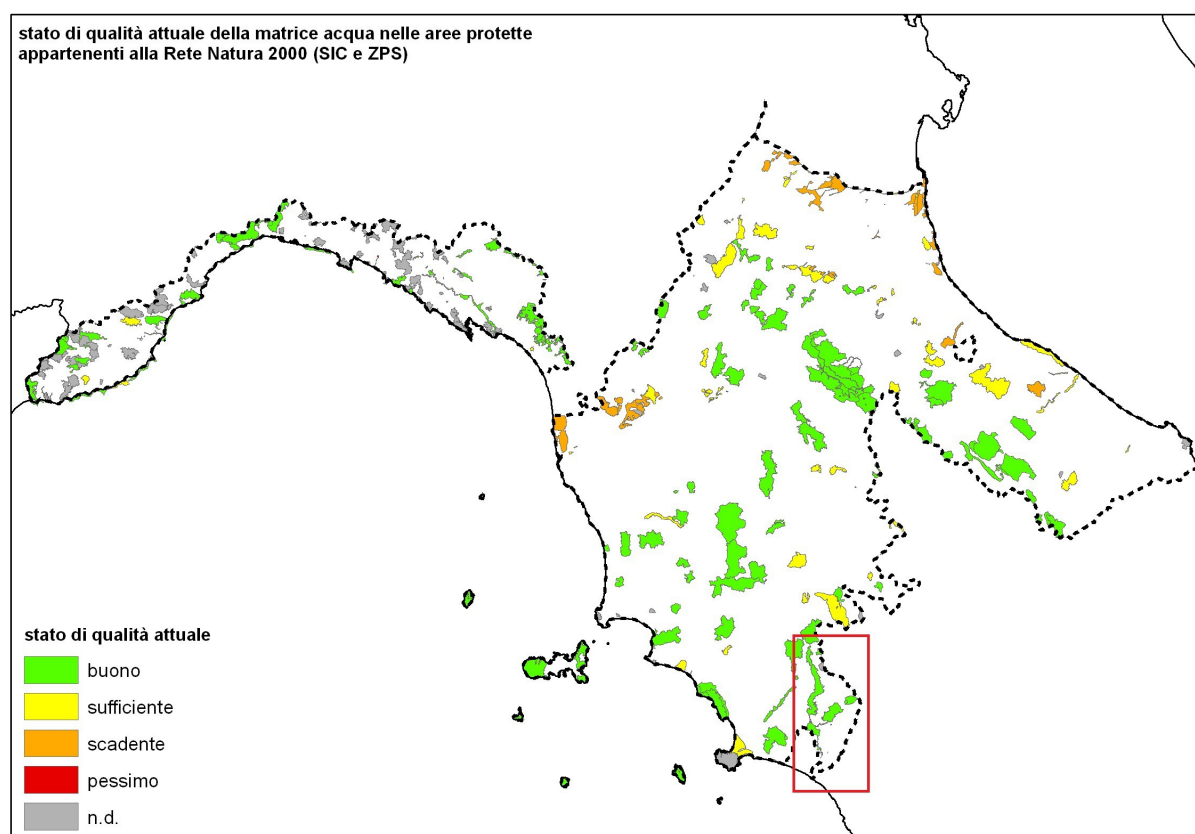 stato di qualità attuale della matrice acqua nelle aree protette
appartenenti alla Rete Natura 2000 (SIC e ZPS)
stato di qualità attuale
buono
sufficiente
scadente
pessimo
n.d.